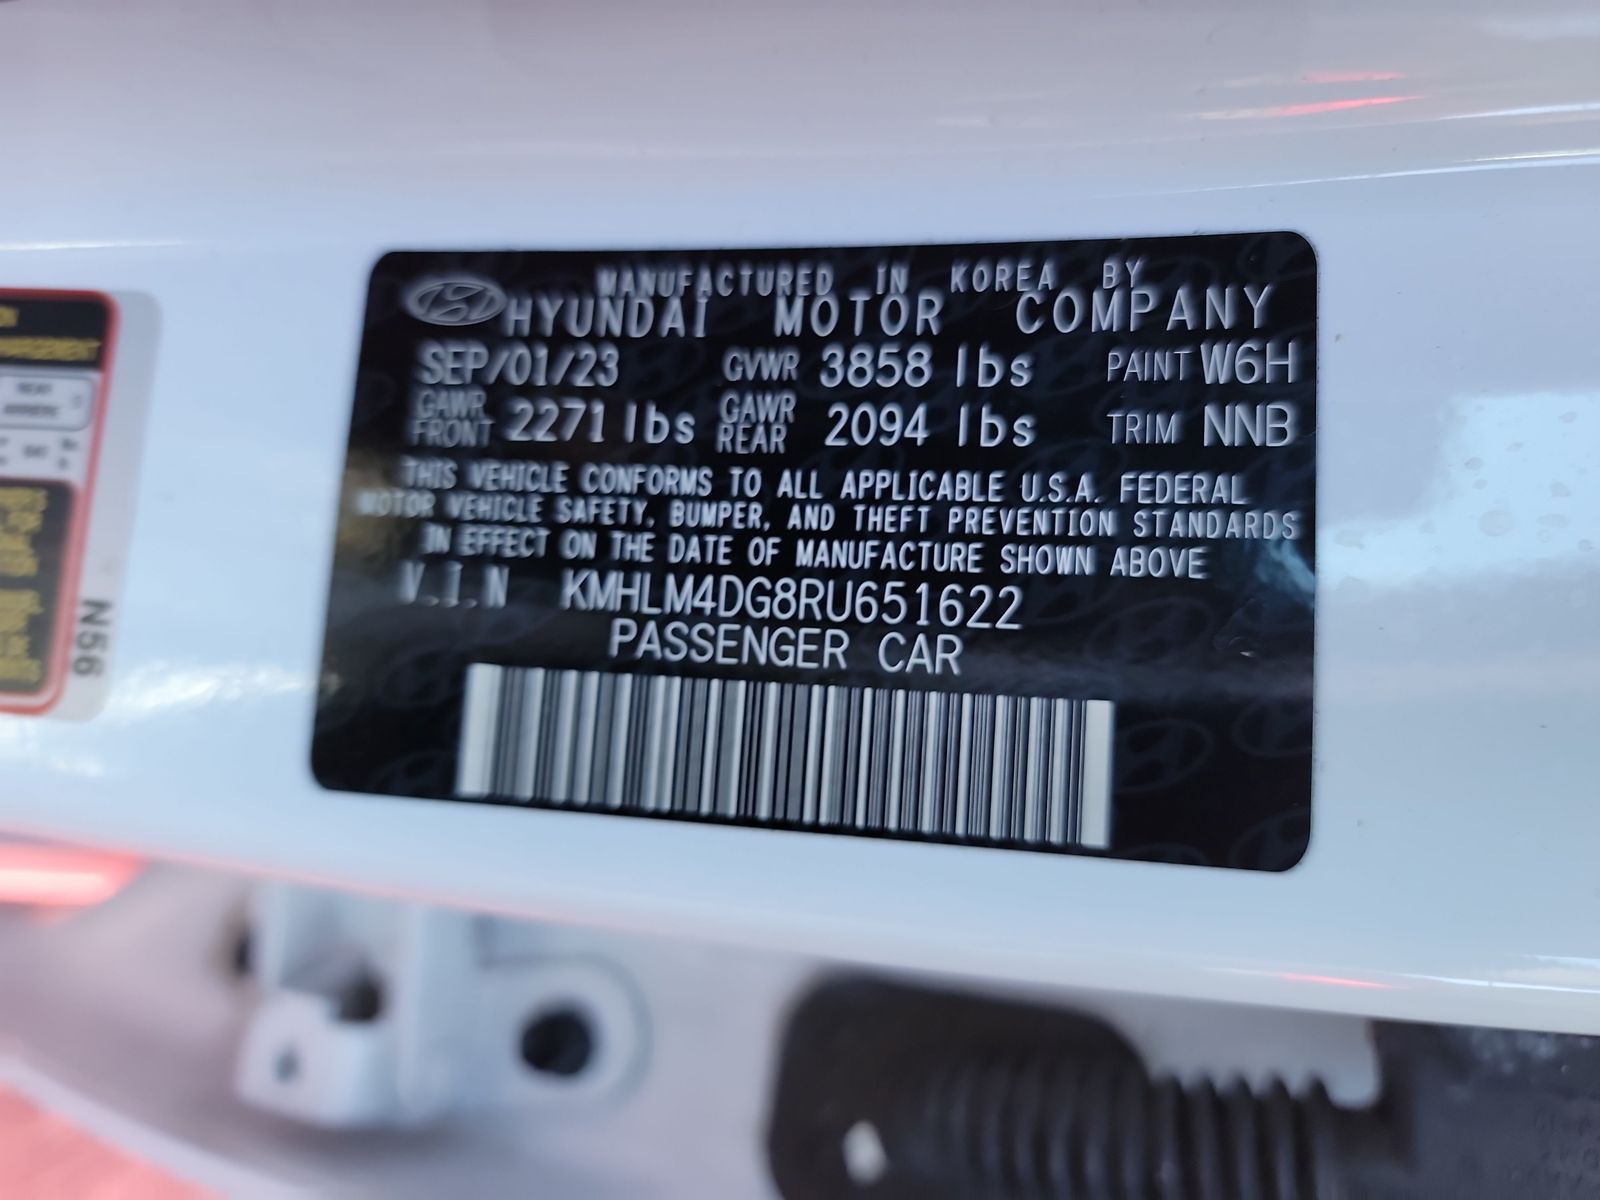 MANUFACTURED IN KOREA BY
HYUNDAI MOTOR COMPANY
SEP/01/23 GVWR 3858 lbs PAINT W6H
GAWR FRONT 2271 lbs GAWR REAR 2094 lbs TRIM NNB
THIS VEHICLE CONFORMS TO ALL APPLICABLE U.S.A. FEDERAL
MOTOR VEHICLE SAFETY, BUMPER, AND THEFT PREVENTION STANDARDS
IN EFFECT ON THE DATE OF MANUFACTURE SHOWN ABOVE
V.I.N KMHLM4DG8RU651622
PASSENGER CAR
N56